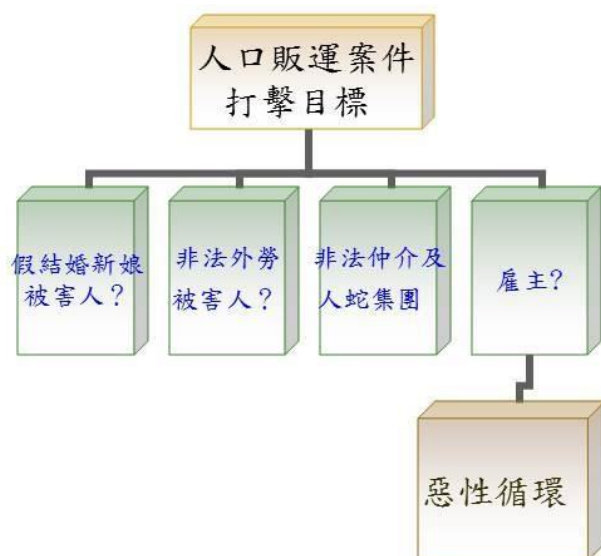 人口販運案件
打擊目標
假結婚新娘
被害人？
非法外勞
被害人？
非法仲介及
人蛇集團
雇主?
惡性循環